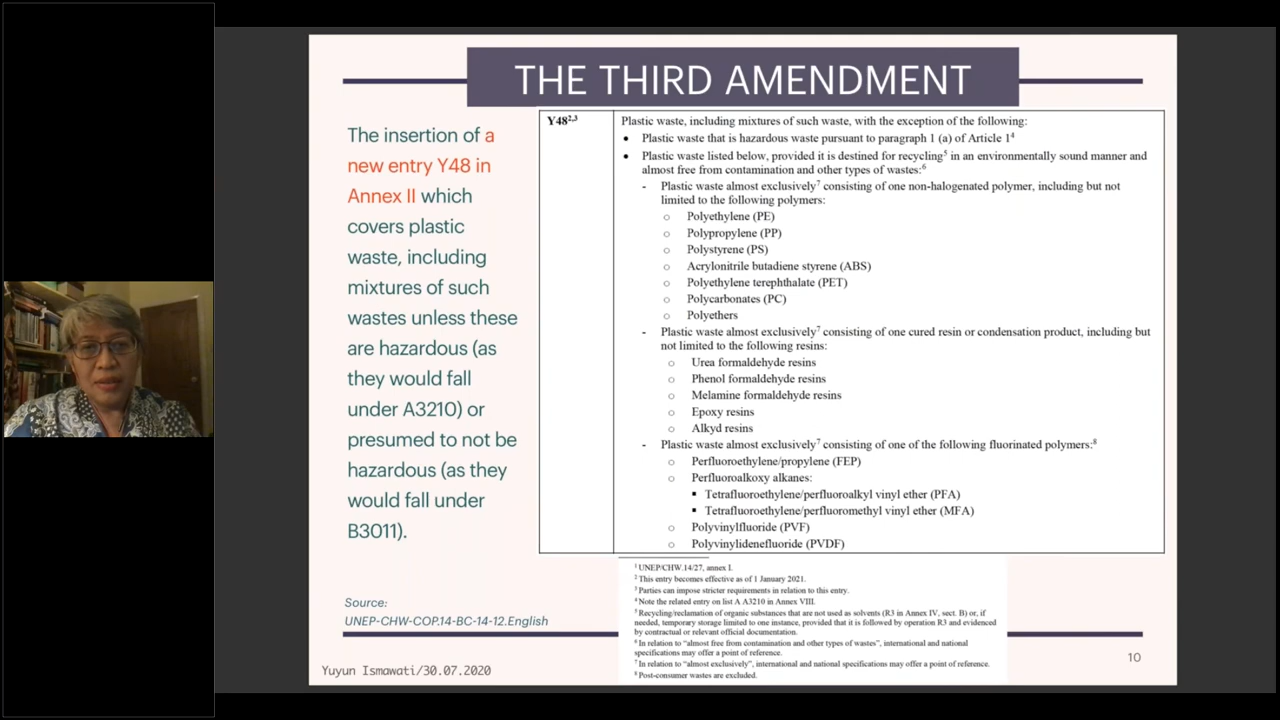 THE THIRD AMENDMENT
The insertion of a
new entry Y48 in
Annex II which
covers plastic
waste, including
mixtures of such
wastes unless these
are hazardous (as
they would fall
under A3210) or
presumed to not be
hazardous (as they
would fall under
B3011).
Source:
UNEP-CHW-COP.14-BC-14-12.English
Yuyun Ismawati/30.07.2020
Y48²,³
Plastic waste, including mixtures of such waste, with the exception of the following:
• Plastic waste that is hazardous waste pursuant to paragraph 1 (a) of Article 1⁴
• Plastic waste listed below, provided it is destined for recycling⁵ in an environmentally sound manner and
almost free from contamination and other types of wastes:⁶
- Plastic waste almost exclusively⁷ consisting of one non-halogenated polymer, including but not
limited to the following polymers:
○ Polyethylene (PE)
○ Polypropylene (PP)
○ Polystyrene (PS)
○ Acrylonitrile butadiene styrene (ABS)
○ Polyethylene terephthalate (PET)
○ Polycarbonates (PC)
○ Polyethers
- Plastic waste almost exclusively⁷ consisting of one cured resin or condensation product, including but
not limited to the following resins:
○ Urea formaldehyde resins
○ Phenol formaldehyde resins
○ Melamine formaldehyde resins
○ Epoxy resins
○ Alkyd resins
- Plastic waste almost exclusively⁷ consisting of one of the following fluorinated polymers:⁸
○ Perfluoroethylene/propylene (FEP)
○ Perfluoroalkoxy alkanes:
▪ Tetrafluoroethylene/perfluoroalkyl vinyl ether (PFA)
▪ Tetrafluoroethylene/perfluoromethyl vinyl ether (MFA)
○ Polyvinylfluoride (PVF)
○ Polyvinylidenefluoride (PVDF)
¹ UNEP/CHW.14/27, annex I.
² This entry becomes effective as of 1 January 2021.
³ Parties can impose stricter requirements in relation to this entry.
⁴ Note the related entry on list A A3210 in Annex VIII.
⁵ Recycling/reclamation of organic substances that are not used as solvents (R3 in Annex IV, sect. B) or, if
needed, temporary storage limited to one instance, provided that it is followed by operation R3 and evidenced
by contractual or relevant official documentation.
⁶ In relation to “almost free from contamination and other types of wastes”, international and national
specifications may offer a point of reference.
⁷ In relation to “almost exclusively”, international and national specifications may offer a point of reference.
⁸ Post-consumer wastes are excluded.
10